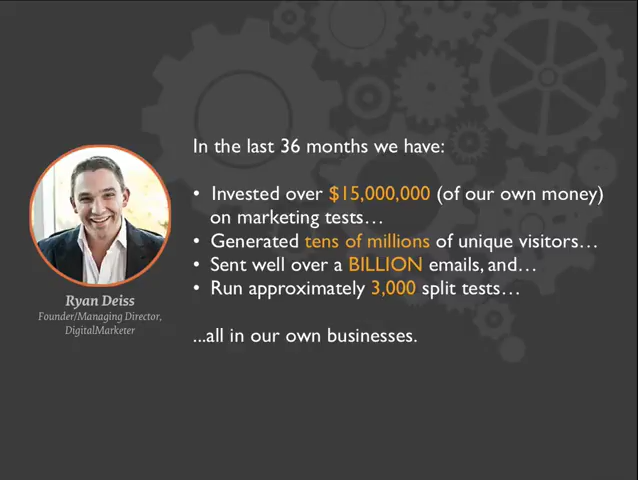 In the last 36 months we have:
• Invested over $15,000,000 (of our own money)
on marketing tests…
• Generated tens of millions of unique visitors…
• Sent well over a BILLION emails, and…
• Run approximately 3,000 split tests…
...all in our own businesses.
Ryan Deiss
Founder/Managing Director,
DigitalMarketer